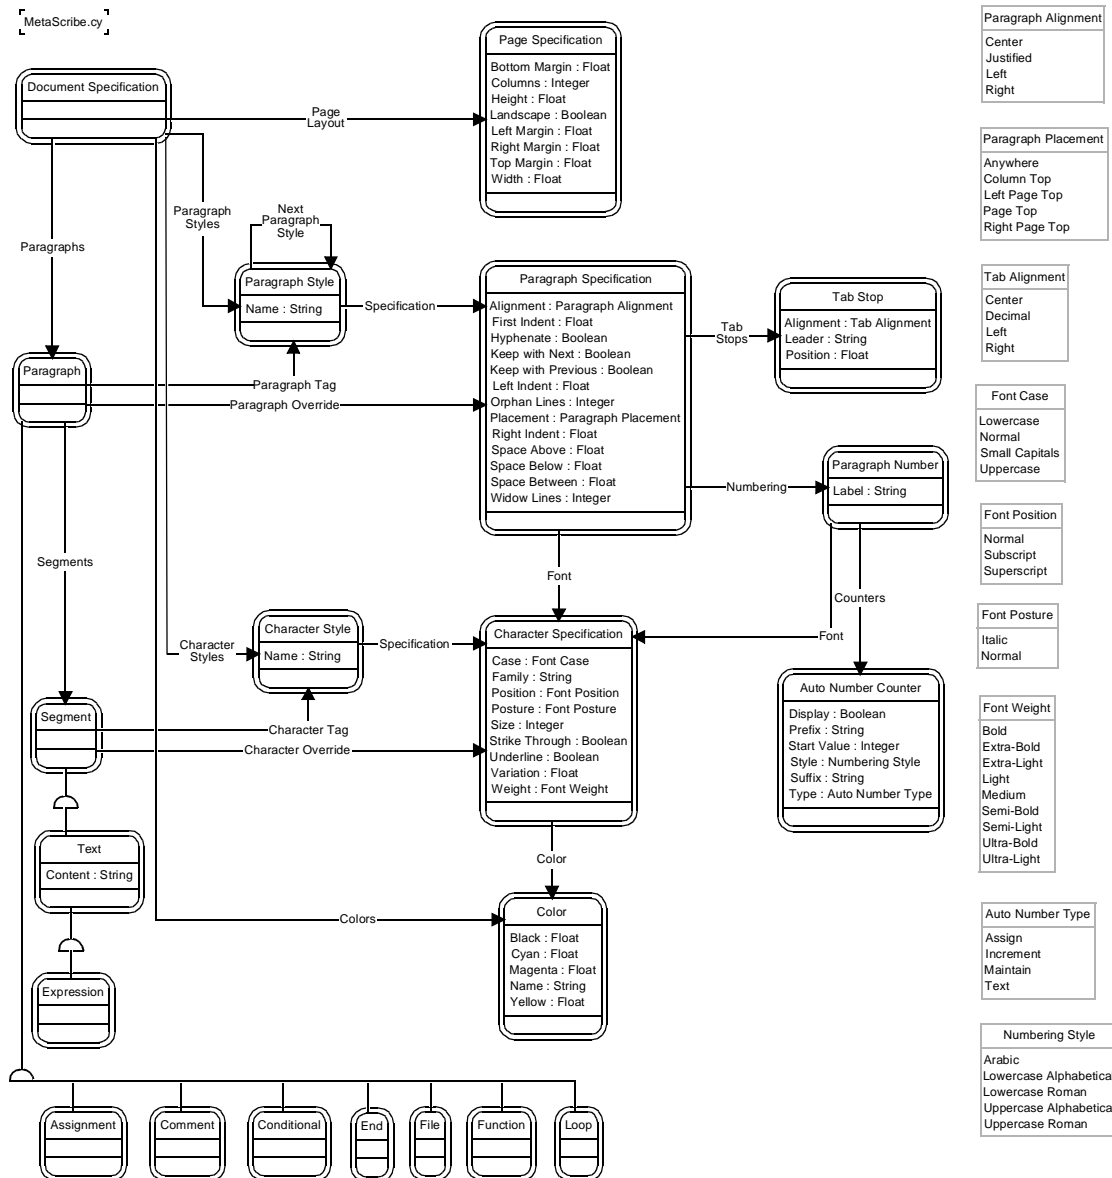 MetaScribe.cy
Document Specification
Page
Layout
Page Specification
Bottom Margin : Float
Columns : Integer
Height : Float
Landscape : Boolean
Left Margin : Float
Right Margin : Float
Top Margin : Float
Width : Float
Paragraphs
Paragraph
Styles
Next
Paragraph
Style
Paragraph Style
Name : String
Specification
Paragraph Specification
Alignment : Paragraph Alignment
First Indent : Float
Hyphenate : Boolean
Keep with Next : Boolean
Keep with Previous : Boolean
Left Indent : Float
Orphan Lines : Integer
Placement : Paragraph Placement
Right Indent : Float
Space Above : Float
Space Below : Float
Space Between : Float
Widow Lines : Integer
Tab
Stops
Tab Stop
Alignment : Tab Alignment
Leader : String
Position : Float
Paragraph
Paragraph Tag
Paragraph Override
Numbering
Paragraph Number
Label : String
Segments
Font
Counters
Font
Character
Styles
Character Style
Name : String
Specification
Character Specification
Case : Font Case
Family : String
Position : Font Position
Posture : Font Posture
Size : Integer
Strike Through : Boolean
Underline : Boolean
Variation : Float
Weight : Font Weight
Auto Number Counter
Display : Boolean
Prefix : String
Start Value : Integer
Style : Numbering Style
Suffix : String
Type : Auto Number Type
Segment
Character Tag
Character Override
Text
Content : String
Color
Colors
Color
Black : Float
Cyan : Float
Magenta : Float
Name : String
Yellow : Float
Expression
Assignment
Comment
Conditional
End
File
Function
Loop
Paragraph Alignment
Center
Justified
Left
Right
Paragraph Placement
Anywhere
Column Top
Left Page Top
Page Top
Right Page Top
Tab Alignment
Center
Decimal
Left
Right
Font Case
Lowercase
Normal
Small Capitals
Uppercase
Font Position
Normal
Subscript
Superscript
Font Posture
Italic
Normal
Font Weight
Bold
Extra-Bold
Extra-Light
Light
Medium
Semi-Bold
Semi-Light
Ultra-Bold
Ultra-Light
Auto Number Type
Assign
Increment
Maintain
Text
Numbering Style
Arabic
Lowercase Alphabetical
Lowercase Roman
Uppercase Alphabetical
Uppercase Roman